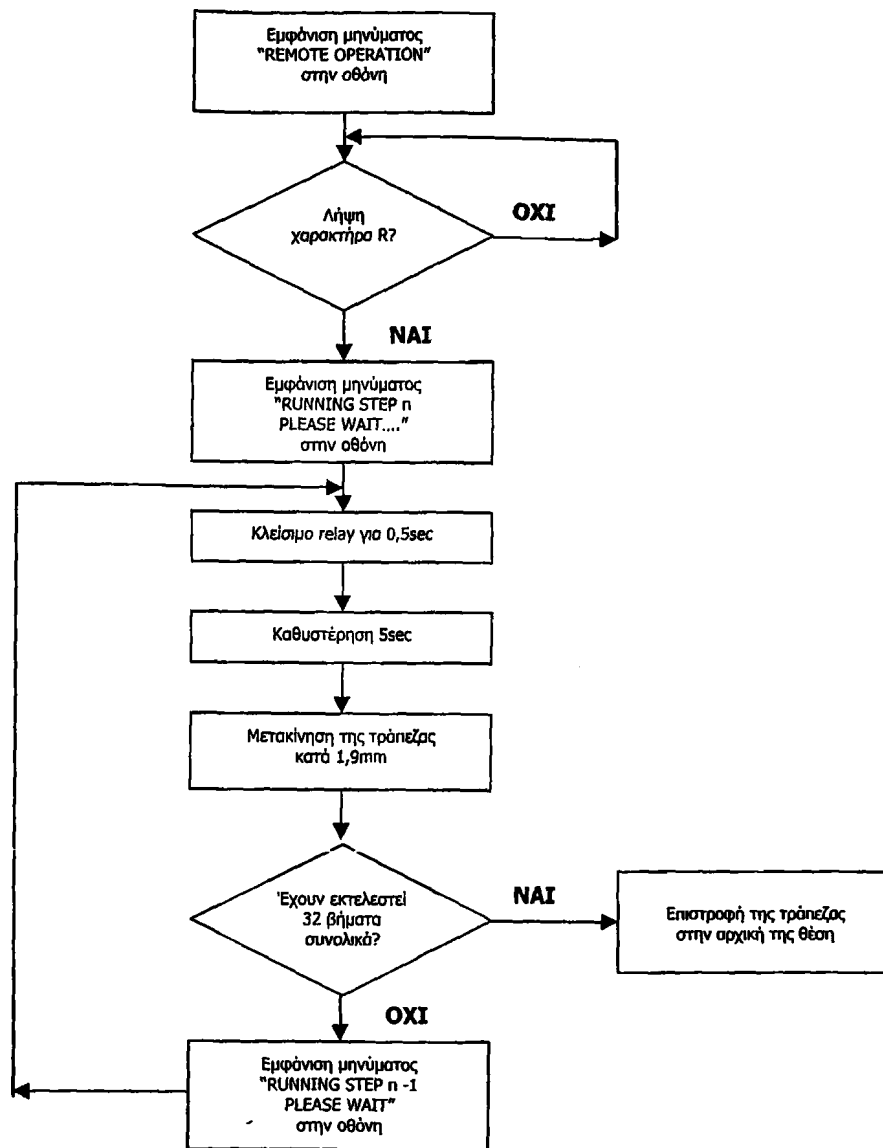 Εμφάνιση μηνύματος
"REMOTE OPERATION"
στην οθόνη
Λήψη
χαρακτήρα R?
ΟΧΙ
ΝΑΙ
Εμφάνιση μηνύματος
"RUNNING STEP n
PLEASE WAIT...."
στην οθόνη
Κλείσιμο relay για 0,5sec
Καθυστέρηση 5sec
Μετακίνηση της τράπεζας
κατά 1,9mm
Έχουν εκτελεστεί
32 βήματα
συνολικά?
ΝΑΙ
Επιστροφή της τράπεζας
στην αρχική της θέση
ΟΧΙ
Εμφάνιση μηνύματος
"RUNNING STEP n -1
PLEASE WAIT"
στην οθόνη